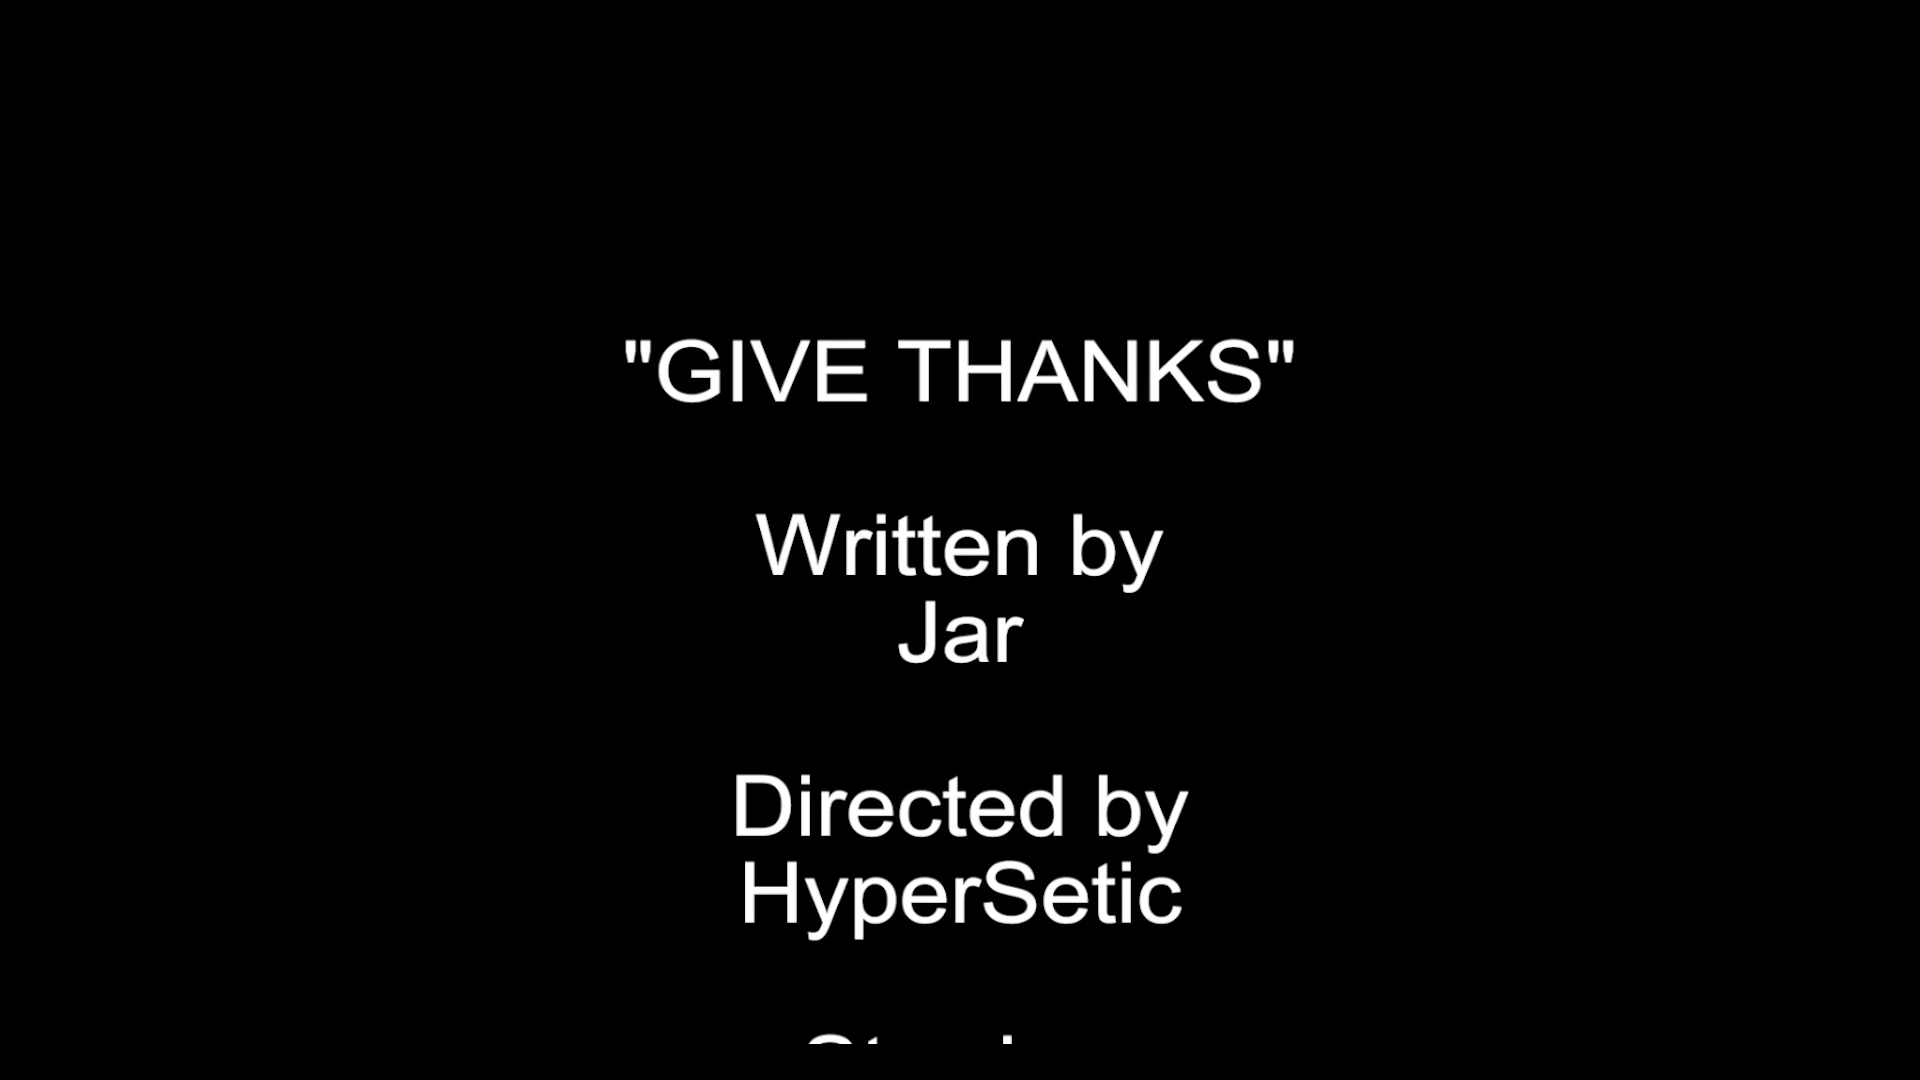 "GIVE THANKS"
Written by
Jar
Directed by
HyperSetic